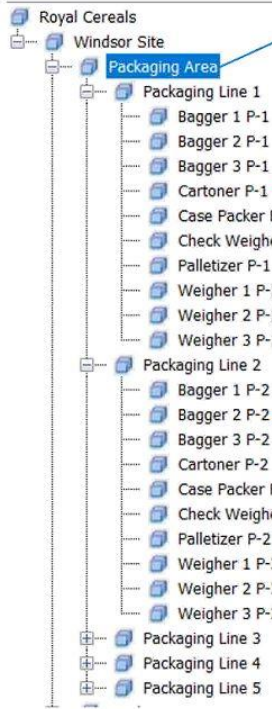 Royal Cereals
Windsor Site
Packaging Area
Packaging Line 1
Bagger 1 P-1
Bagger 2 P-1
Bagger 3 P-1
Cartoner P-1
Case Packer
Check
Palletizer P-1
Weigher 1
Weigher 2
Weigher 3
Packaging Line 2
Bagger 1 P-2
Bagger 2 P-2
Bagger 3 P-2
Cartoner P-2
Case Packer
Check
Palletizer P-2
Weigher 1
Weigher 2
Weigher 3
Packaging Line 3
Packaging Line 4
Packaging Line 5